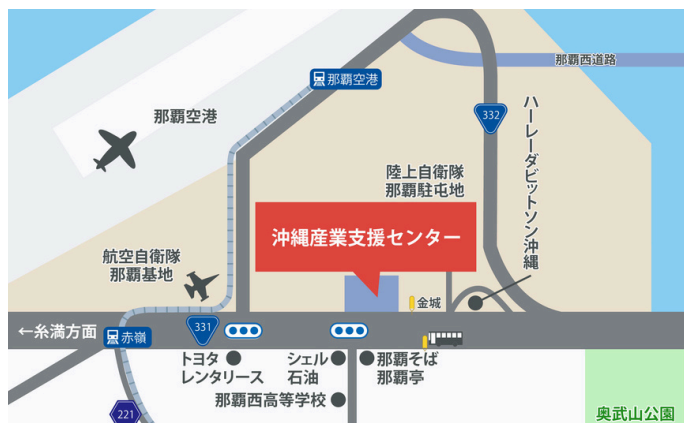 那覇空港
那覇空港
那覇西道路
332
ハーレーダビットソン沖縄
陸上自衛隊
那覇駐屯地
沖縄産業支援センター
航空自衛隊
那覇基地
金城
←糸満方面
赤嶺
331
トヨタ
レンタリース
シェル
石油
那覇そば
那覇亭
那覇西高等学校
221
奥武山公園